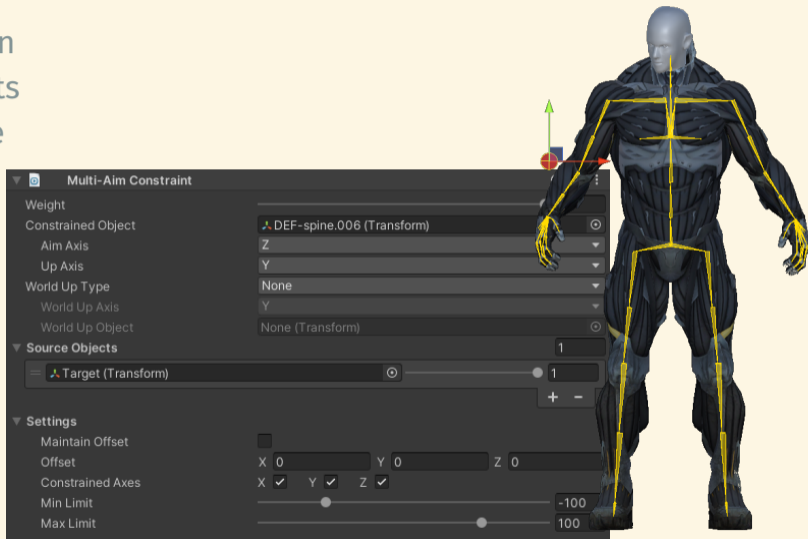 n
ts
e
Multi-Aim Constraint
Weight
Constrained Object DEF-spine.006 (Transform)
Aim Axis Z
Up Axis Y
World Up Type None
World Up Axis Y
World Up Object None (Transform)
Source Objects 1
Target (Transform) 1
+ −
Settings
Maintain Offset
Offset X 0 Y 0 Z 0
Constrained Axes X Y Z
Min Limit -100
Max Limit 100